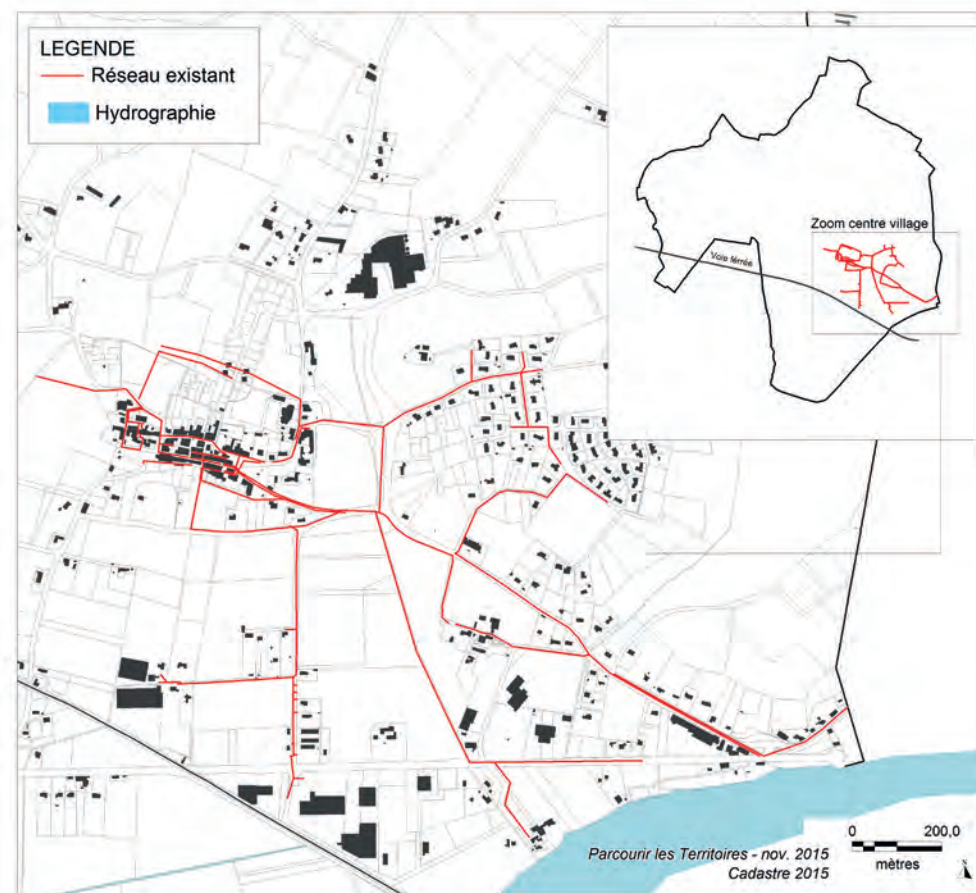 LEGENDE
Réseau existant
Hydrographie
Zoom centre village
Voie férrée
Parcourir les Territoires - nov. 2015
Cadastre 2015
0 200,0
mètres
N